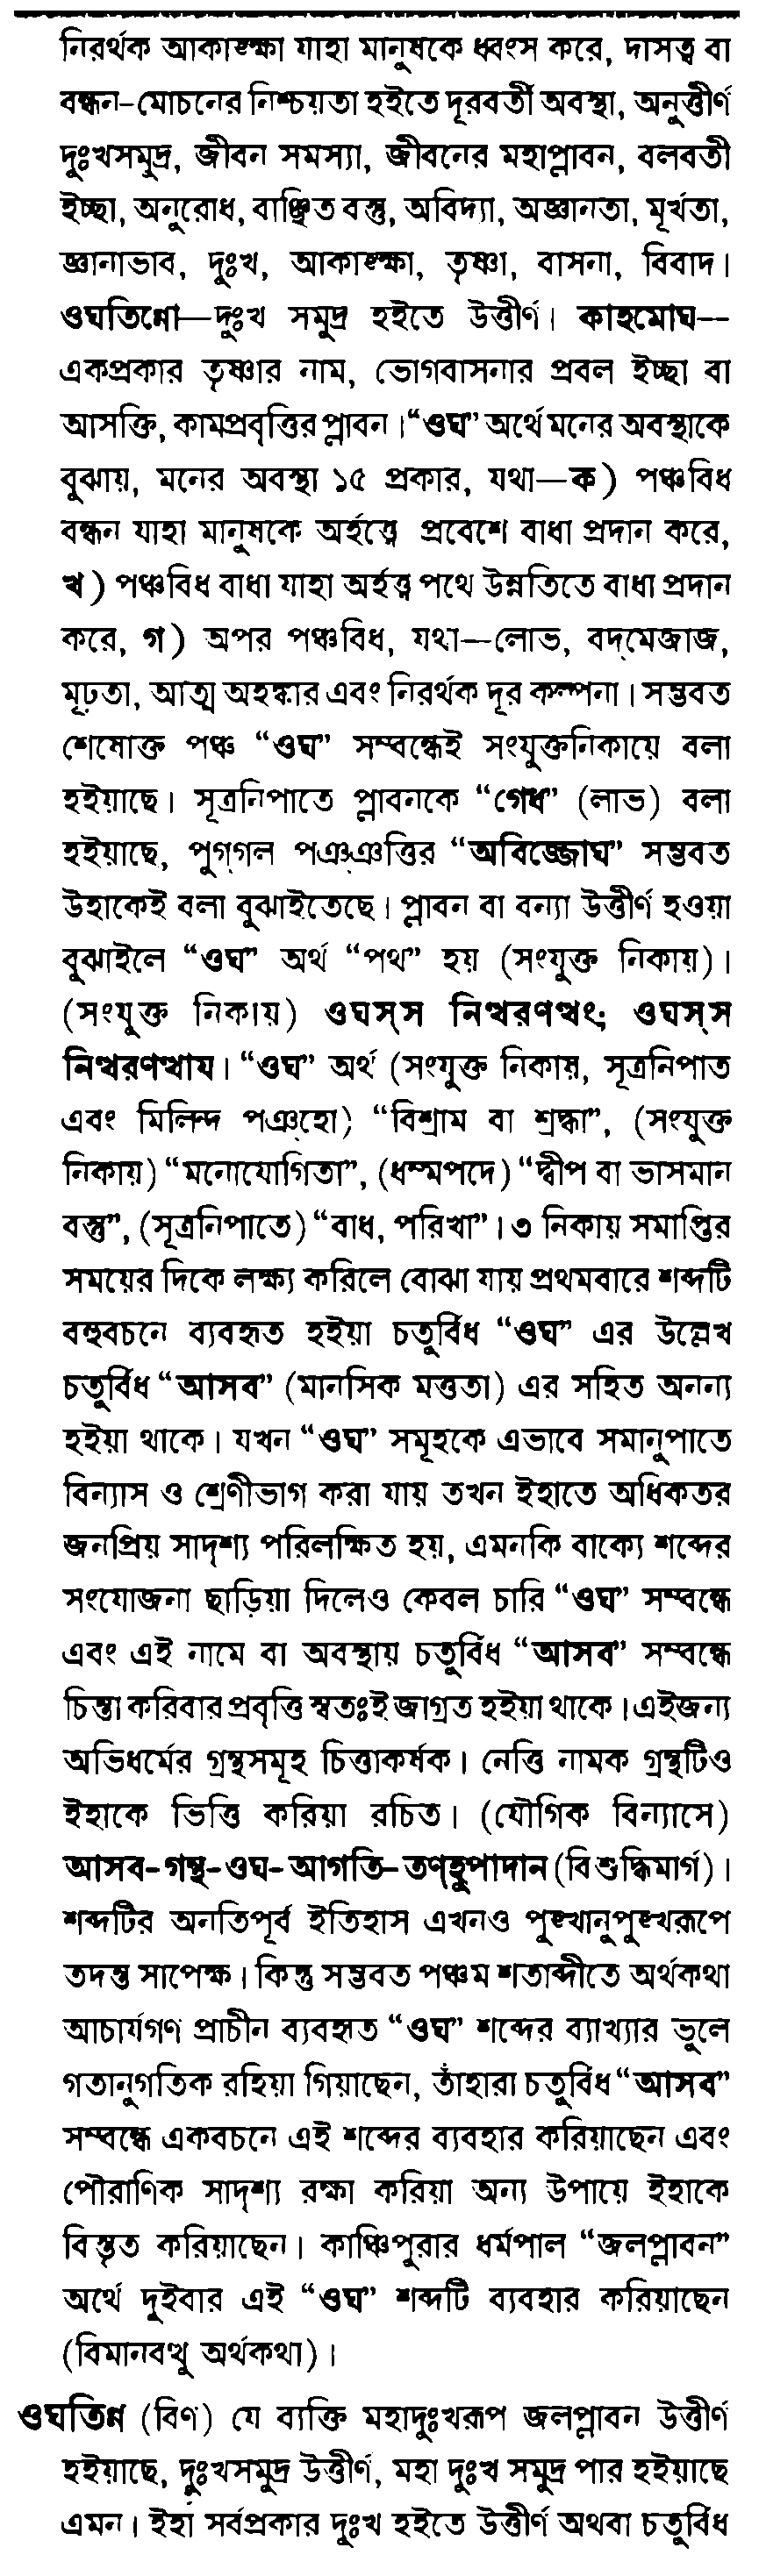 নিরর্থক আকাঙ্ক্ষা যাহা মানুষকে ধ্বংস করে, দাসত্ব বা
বন্ধন-মোচনের নিশ্চয়তা হইতে দূরবর্তী অবস্থা, অনুত্তীর্ণ
দুঃখসমুদ্র, জীবন সমস্যা, জীবনের মহাপ্লাবন, বলবতী
ইচ্ছা, অনুরোধ, বাঞ্ছিত বস্তু, অবিদ্যা, অজ্ঞানতা, মূর্খতা,
জ্ঞানাভাব, দুঃখ, আকাঙ্ক্ষা, তৃষ্ণা, বাসনা, বিবাদ।
ওঘতিণ্ণো—দুঃখ সমুদ্র হইতে উত্তীর্ণ। কাহমোঘ—
একপ্রকার তৃষ্ণার নাম, ভোগবাসনার প্রবল ইচ্ছা বা
আসক্তি, কামপ্রবৃত্তির প্লাবন। “ওঘ” অর্থে মনের অবস্থাকে
বুঝায়, মনের অবস্থা ১৫ প্রকার, যথা—ক) পঞ্চবিধ
বন্ধন যাহা মানুষকে অর্হত্ত্বে প্রবেশে বাধা প্রদান করে,
খ) পঞ্চবিধ বাধা যাহা অর্হত্ত্ব পথে উন্নতিতে বাধা প্রদান
করে, গ) অপর পঞ্চবিধ, যথা—লোভ, বদ্‌মেজাজ,
মূঢ়তা, আত্ম অহঙ্কার এবং নিরর্থক দূর কল্পনা। সম্ভবত
শেষোক্ত পঞ্চ “ওঘ” সম্বন্ধেই সংযুক্তনিকায়ে বলা
হইয়াছে। সূত্রনিপাতে প্লাবনকে “গেধ” (লাভ) বলা
হইয়াছে, পুগ্‌গল পঞ্‌ঞত্তির “অবিজ্জোঘ” সম্ভবত
উহাকেই বলা বুঝাইতেছে। প্লাবন বা বন্যা উত্তীর্ণ হওয়া
বুঝাইলে “ওঘ” অর্থ “পথ” হয় (সংযুক্ত নিকায়)।
(সংযুক্ত নিকায়) ওঘস্‌স নিত্থরণত্থং; ওঘস্‌স
নিত্থরণত্থায। “ওঘ” অর্থ (সংযুক্ত নিকায়, সূত্রনিপাত
এবং মিলিন্দ পঞ্‌হো) “বিশ্রাম বা শ্রদ্ধা”, (সংযুক্ত
নিকায়) “মনোযোগিতা”, (ধম্মপদে) “দ্বীপ বা ভাসমান
বস্তু”, (সূত্রনিপাতে) “বাধ, পরিখা”। ৩ নিকায় সমাপ্তির
সময়ের দিকে লক্ষ্য করিলে বোঝা যায় প্রথমবারে শব্দটি
বহুবচনে ব্যবহৃত হইয়া চতুর্বিধ “ওঘ” এর উল্লেখ
চতুর্বিধ “আসব” (মানসিক মত্ততা) এর সহিত অনন্য
হইয়া থাকে। যখন “ওঘ” সমূহকে এভাবে সমানুপাতে
বিন্যাস ও শ্রেণীভাগ করা যায় তখন ইহাতে অধিকতর
জনপ্রিয় সাদৃশ্য পরিলক্ষিত হয়, এমনকি বাক্যে শব্দের
সংযোজনা ছাড়িয়া দিলেও কেবল চারি “ওঘ” সম্বন্ধে
এবং এই নামে বা অবস্থায় চতুর্বিধ “আসব” সম্বন্ধে
চিন্তা করিবার প্রবৃত্তি স্বতঃই জাগ্রত হইয়া থাকে। এইজন্য
অভিধর্মের গ্রন্থসমূহ চিত্তাকর্ষক। নেত্তি নামক গ্রন্থটিও
ইহাকে ভিত্তি করিয়া রচিত। (যৌগিক বিন্যাসে)
আসব-গন্থ-ওঘ-আগতি-তণ্‌হুপাদান (বিশুদ্ধিমার্গ)।
শব্দটির অনতিপূর্ব ইতিহাস এখনও পুঙ্খানুপুঙ্খরূপে
তদন্ত সাপেক্ষ। কিন্তু সম্ভবত পঞ্চম শতাব্দীতে অর্থকথা
আচার্যগণ প্রাচীন ব্যবহৃত “ওঘ” শব্দের ব্যাখ্যার ভুলে
গতানুগতিক রহিয়া গিয়াছেন, তাঁহারা চতুর্বিধ “আসব”
সম্বন্ধে একবচনে এই শব্দের ব্যবহার করিয়াছেন এবং
পৌরাণিক সাদৃশ্য রক্ষা করিয়া অন্য উপায়ে ইহাকে
বিস্তৃত করিয়াছেন। কাঞ্চিপুরার ধর্মপাল “জলপ্লাবন”
অর্থে দুইবার এই “ওঘ” শব্দটি ব্যবহার করিয়াছেন
(বিমানবত্থু অর্থকথা)।
ওঘতিন্ন (বিণ) যে ব্যক্তি মহাদুঃখরূপ জলপ্লাবন উত্তীর্ণ
হইয়াছে, দুঃখসমুদ্র উত্তীর্ণ, মহা দুঃখ সমুদ্র পার হইয়াছে
এমন। ইহা সর্বপ্রকার দুঃখ হইতে উত্তীর্ণ অথবা চতুর্বিধ